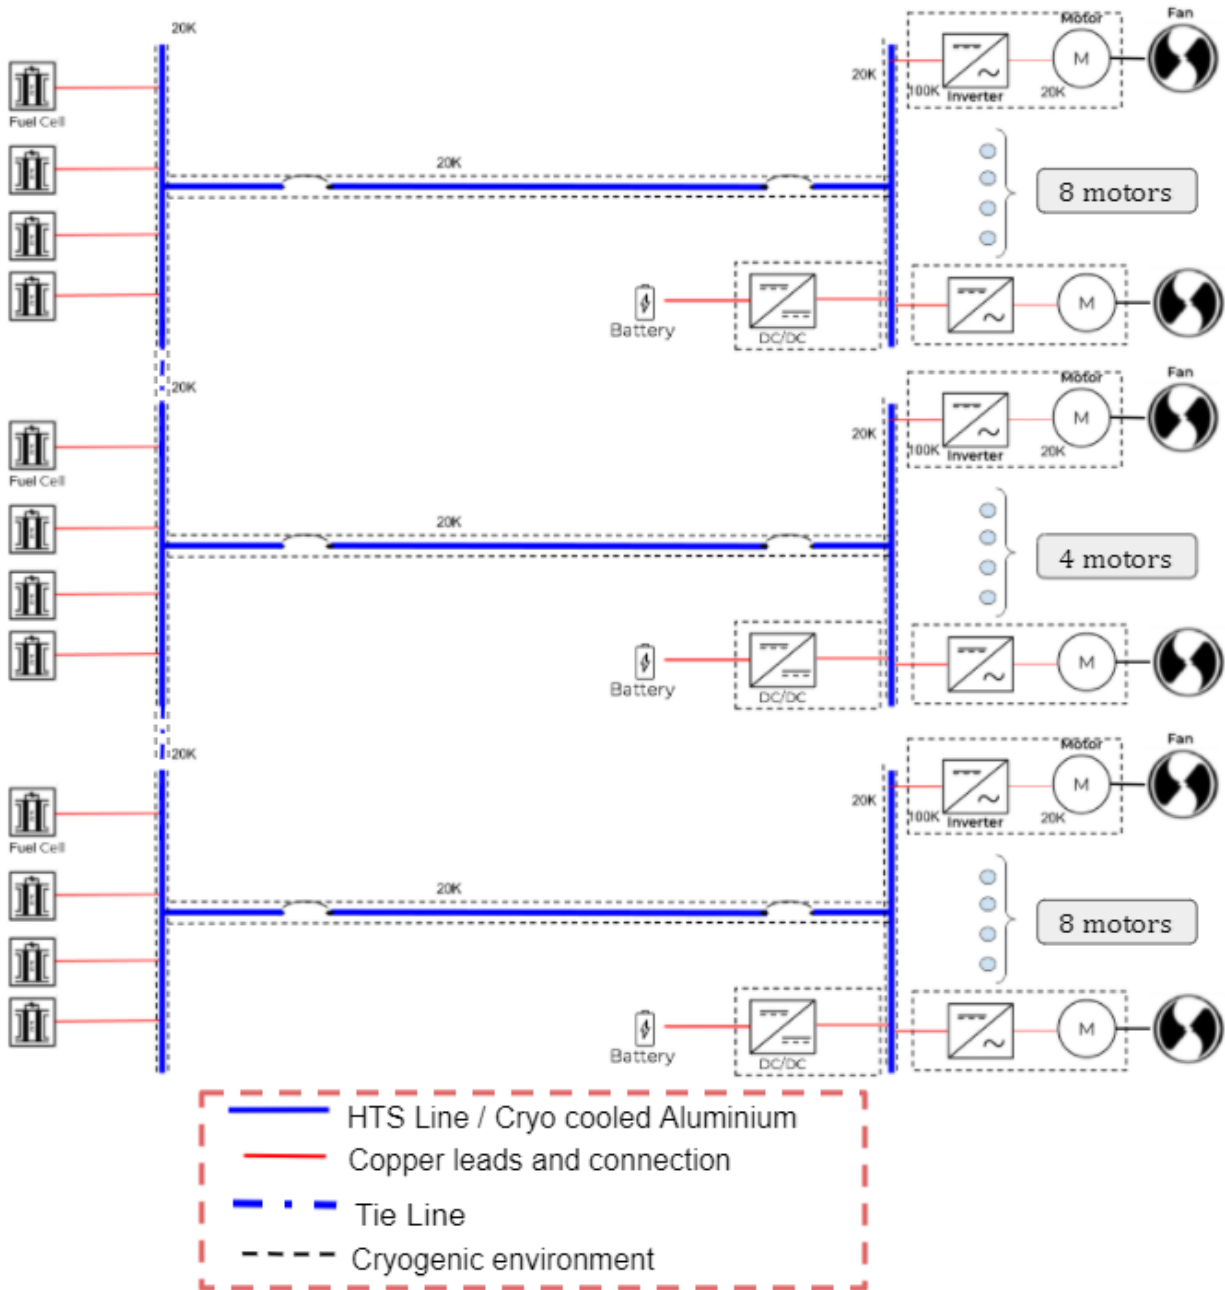 20K
Motor
Fan
M
20K
100K
Inverter
20K
Fuel Cell
20K
8 motors
M
Battery
DC/DC
20K
Motor
Fan
M
20K
100K
Inverter
20K
Fuel Cell
20K
4 motors
M
Battery
DC/DC
20K
Motor
Fan
M
20K
100K
Inverter
20K
Fuel Cell
20K
8 motors
M
Battery
DC/DC
HTS Line / Cryo cooled Aluminium
Copper leads and connection
Tie Line
Cryogenic environment